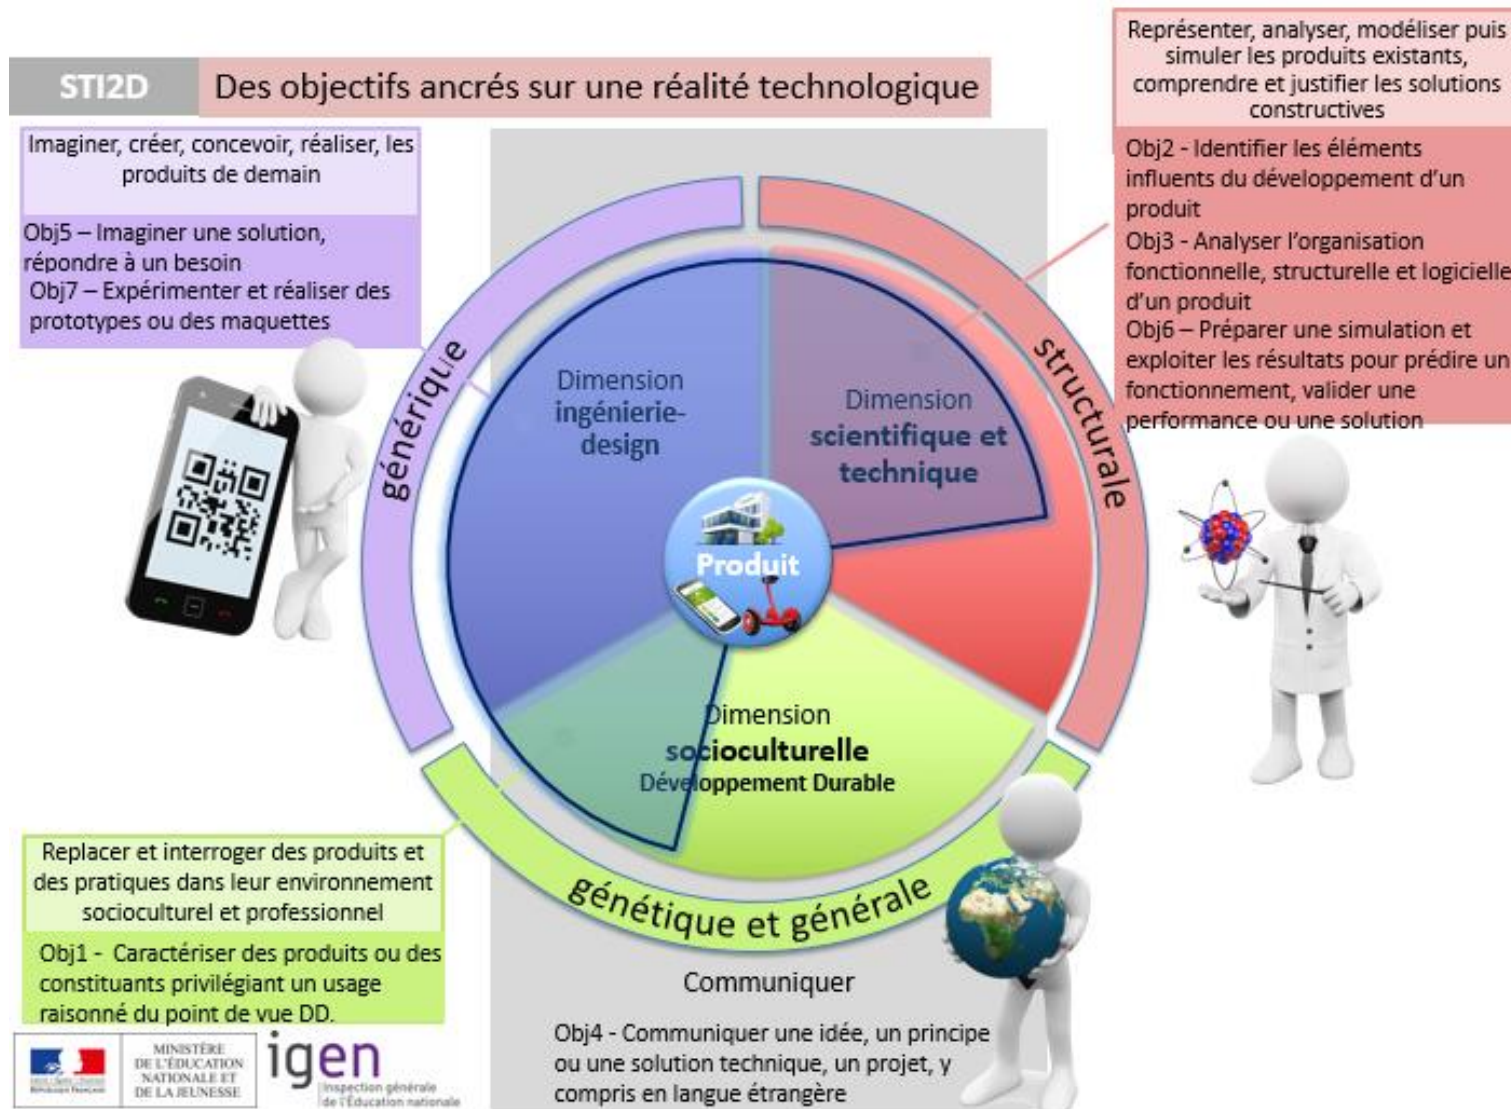 STI2D
Des objectifs ancrés sur une réalité technologique
Représenter, analyser, modéliser puis
simuler les produits existants,
comprendre et justifier les solutions
constructives
Obj2 - Identifier les éléments
influents du développement d’un
produit
Obj3 - Analyser l’organisation
fonctionnelle, structurelle et logicielle
d’un produit
Obj6 – Préparer une simulation et
exploiter les résultats pour prédire un
fonctionnement, valider une
performance ou une solution
Imaginer, créer, concevoir, réaliser, les
produits de demain
Obj5 – Imaginer une solution,
répondre à un besoin
Obj7 – Expérimenter et réaliser des
prototypes ou des maquettes
générique
structurale
Dimension
ingénierie-
design
Dimension
scientifique et
technique
Produit
Dimension
socioculturelle
Développement Durable
génétique et générale
Replacer et interroger des produits et
des pratiques dans leur environnement
socioculturel et professionnel
Obj1 - Caractériser des produits ou des
constituants privilégiant un usage
raisonné du point de vue DD.
Communiquer
Obj4 - Communiquer une idée, un principe
ou une solution technique, un projet, y
compris en langue étrangère
MINISTÈRE
DE L’ÉDUCATION
NATIONALE ET
DE LA JEUNESSE
igen
Inspection générale
de l’Éducation nationale